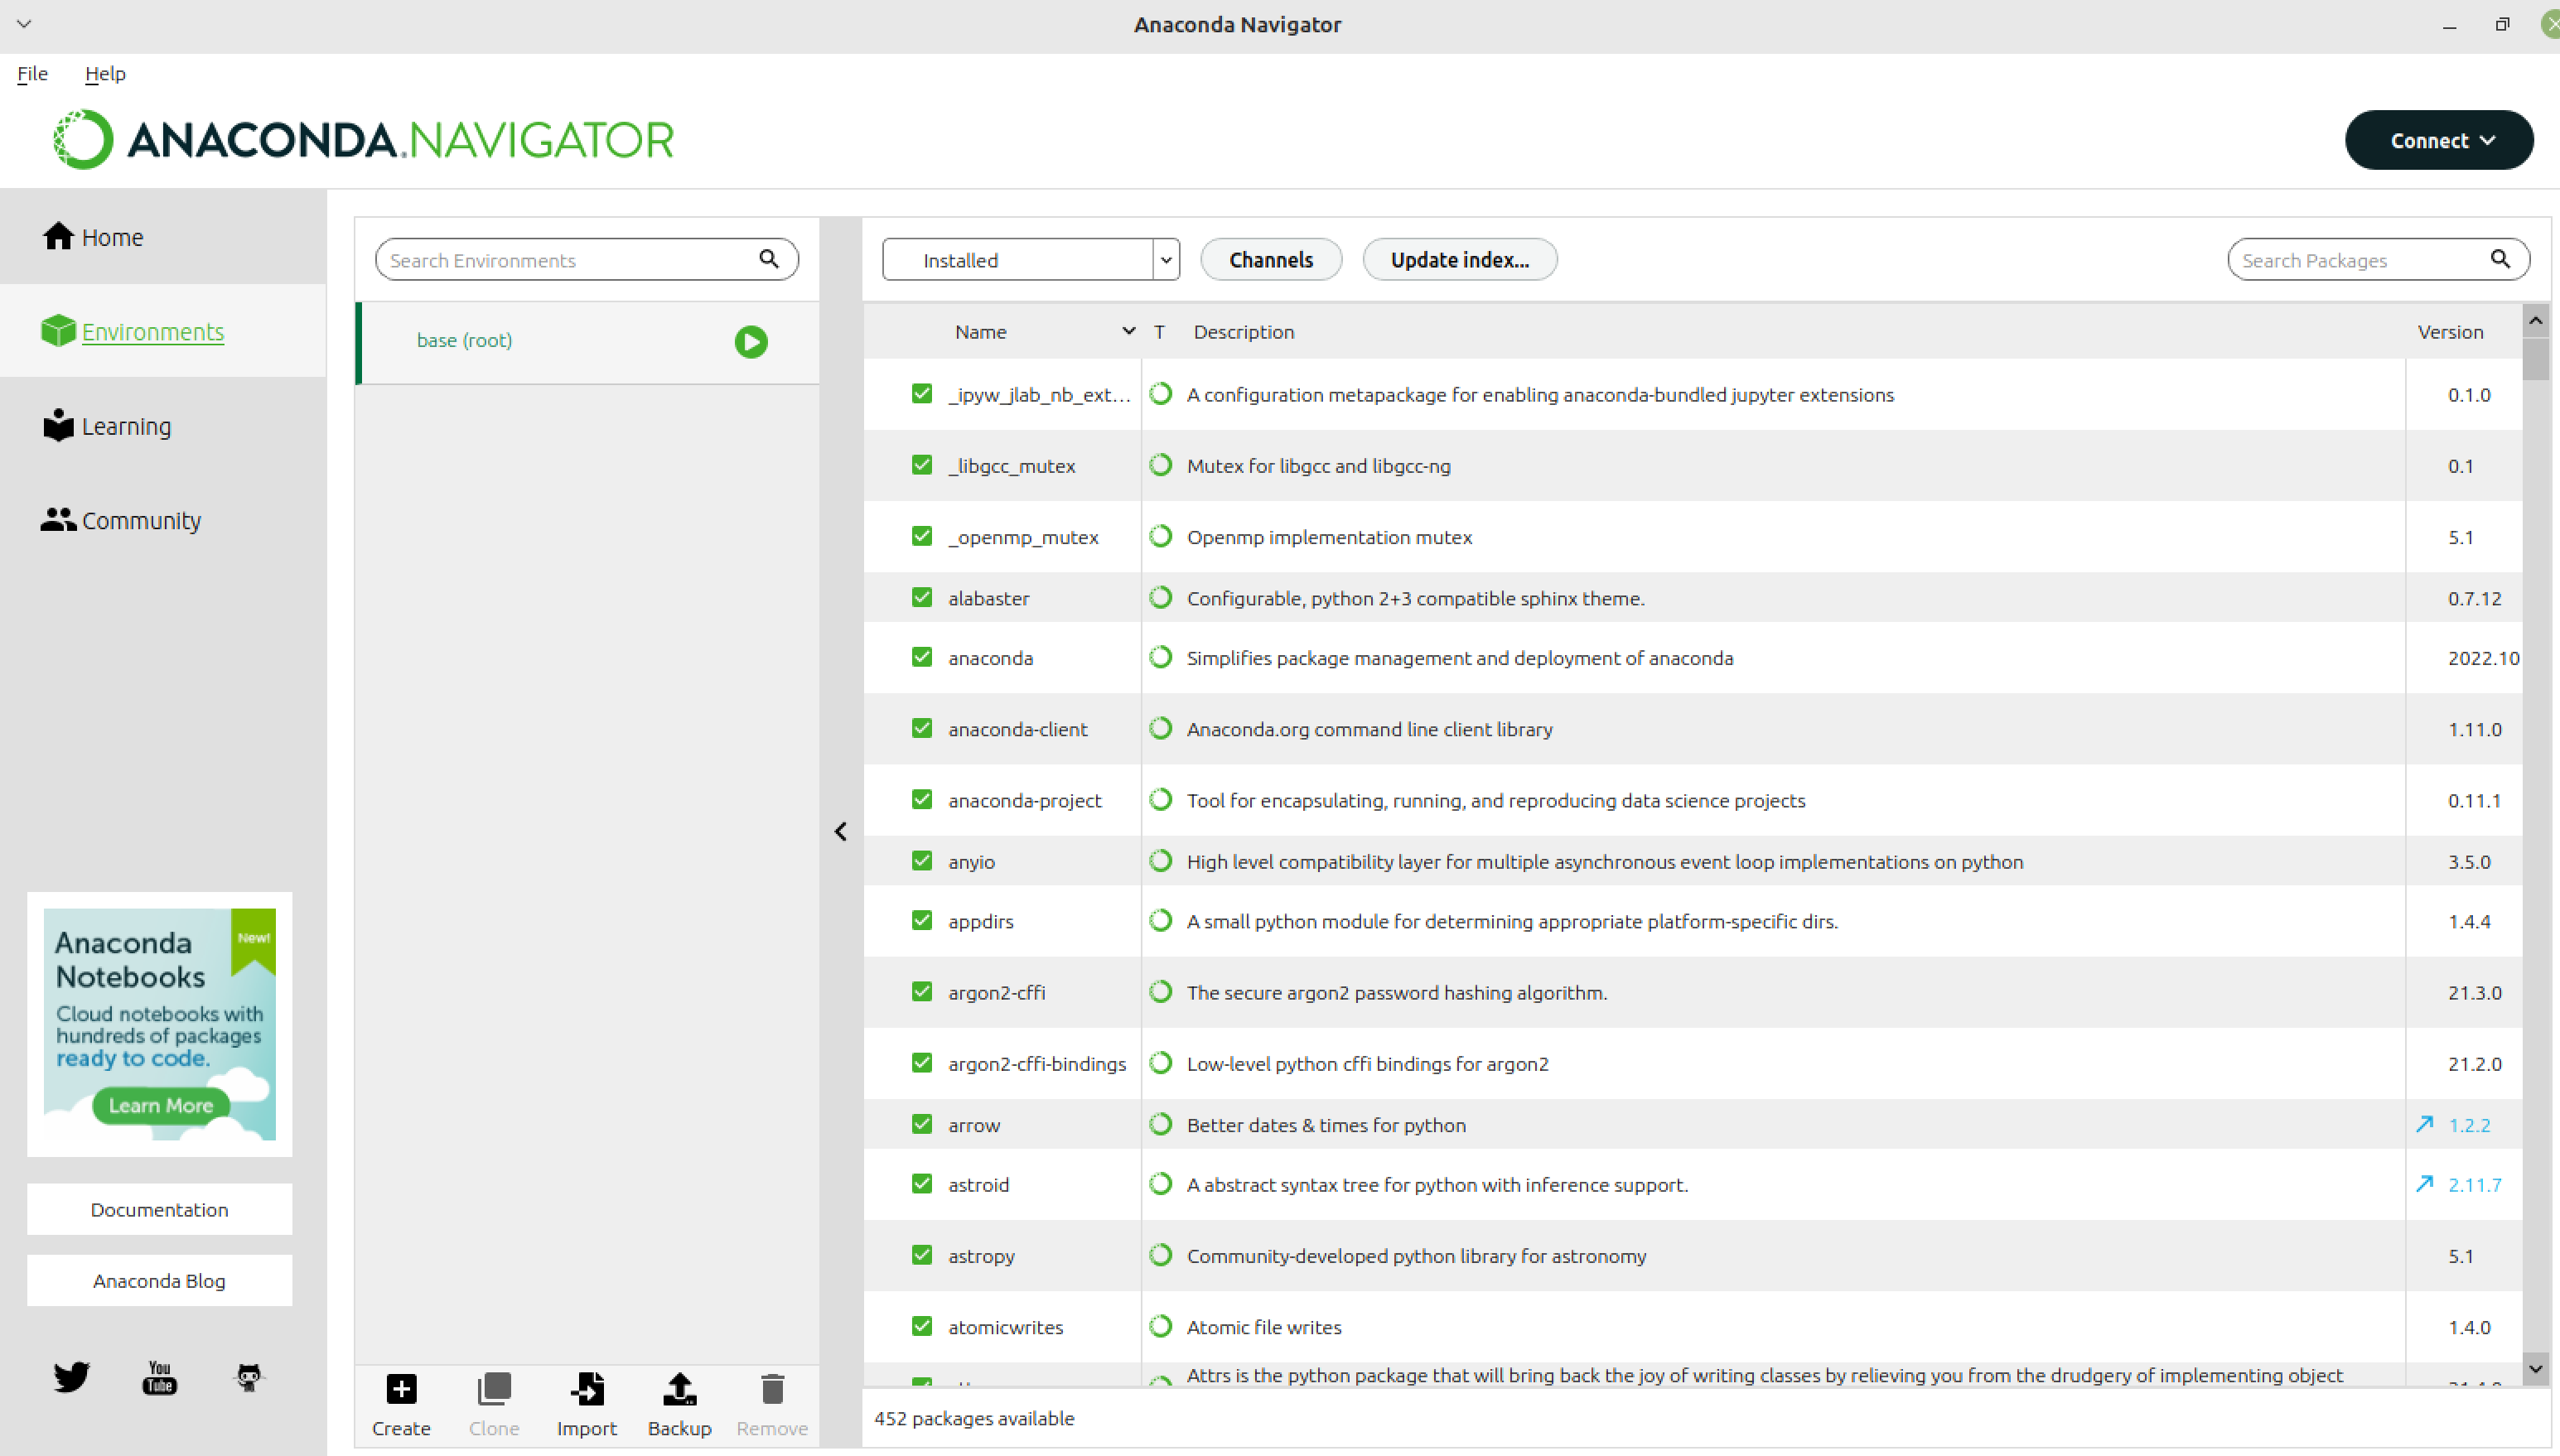 Anaconda Navigator
File Help
ANACONDA.NAVIGATOR
Connect
Home
Environments
Learning
Community
Anaconda
Notebooks
New!
Cloud notebooks with
hundreds of packages
ready to code.
Learn More
Documentation
Anaconda Blog
You
Tube
Search Environments
base (root)
Create Clone Import Backup Remove
Installed Channels Update index... Search Packages
Name T Description Version
_ipyw_jlab_nb_ext... A configuration metapackage for enabling anaconda-bundled jupyter extensions 0.1.0
_libgcc_mutex Mutex for libgcc and libgcc-ng 0.1
_openmp_mutex Openmp implementation mutex 5.1
alabaster Configurable, python 2+3 compatible sphinx theme. 0.7.12
anaconda Simplifies package management and deployment of anaconda 2022.10
anaconda-client Anaconda.org command line client library 1.11.0
anaconda-project Tool for encapsulating, running, and reproducing data science projects 0.11.1
anyio High level compatibility layer for multiple asynchronous event loop implementations on python 3.5.0
appdirs A small python module for determining appropriate platform-specific dirs. 1.4.4
argon2-cffi The secure argon2 password hashing algorithm. 21.3.0
argon2-cffi-bindings Low-level python cffi bindings for argon2 21.2.0
arrow Better dates & times for python 1.2.2
astroid A abstract syntax tree for python with inference support. 2.11.7
astropy Community-developed python library for astronomy 5.1
atomicwrites Atomic file writes 1.4.0
Attrs is the python package that will bring back the joy of writing classes by relieving you from the drudgery of implementing object
452 packages available